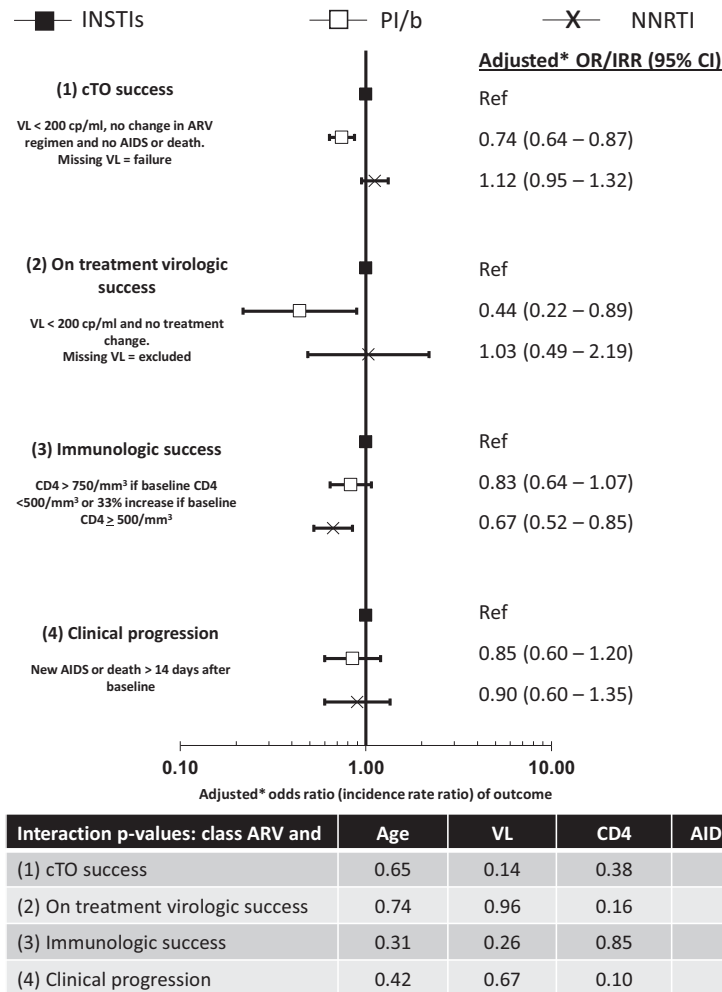 INSTIs PI/b NNRTI
Adjusted* OR/IRR (95% CI)
(1) cTO success
VL < 200 cp/ml, no change in ARV
regimen and no AIDS or death.
Missing VL = failure
Ref
0.74 (0.64 – 0.87)
1.12 (0.95 – 1.32)
(2) On treatment virologic
success
VL < 200 cp/ml and no treatment
change.
Missing VL = excluded
Ref
0.44 (0.22 – 0.89)
1.03 (0.49 – 2.19)
(3) Immunologic success
CD4 > 750/mm³ if baseline CD4
<500/mm³ or 33% increase if baseline
CD4 ≥ 500/mm³
Ref
0.83 (0.64 – 1.07)
0.67 (0.52 – 0.85)
(4) Clinical progression
New AIDS or death > 14 days after
baseline
Ref
0.85 (0.60 – 1.20)
0.90 (0.60 – 1.35)
0.10 1.00 10.00
Adjusted* odds ratio (incidence rate ratio) of outcome
Interaction p-values: class ARV and Age VL CD4 AID
(1) cTO success 0.65 0.14 0.38
(2) On treatment virologic success 0.74 0.96 0.16
(3) Immunologic success 0.31 0.26 0.85
(4) Clinical progression 0.42 0.67 0.10